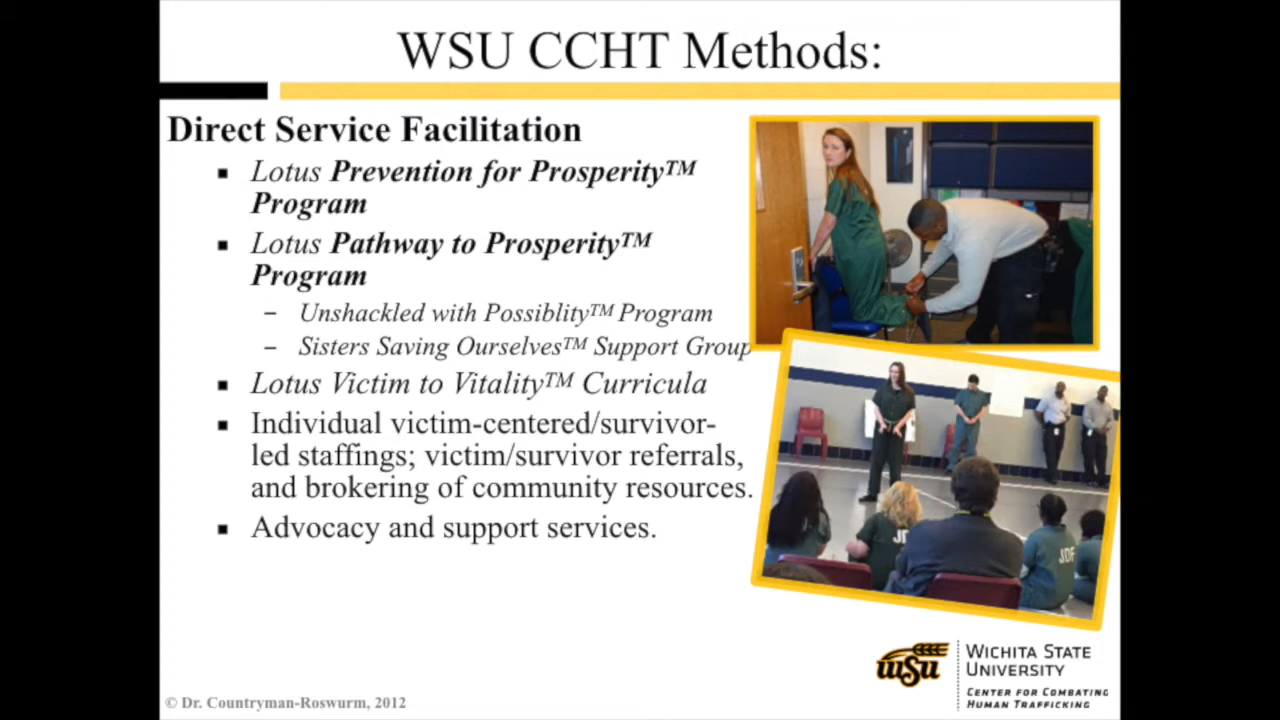 WSU CCHT Methods:
Direct Service Facilitation
▪ Lotus Prevention for Prosperity™
Program
▪ Lotus Pathway to Prosperity™
Program
– Unshackled with Possiblity™ Program
– Sisters Saving Ourselves™ Support Group
▪ Lotus Victim to Vitality™ Curricula
▪ Individual victim-centered/survivor-
led staffings; victim/survivor referrals,
and brokering of community resources.
▪ Advocacy and support services.
JD
JDF
wsu
WICHITA STATE
UNIVERSITY
CENTER FOR COMBATING
HUMAN TRAFFICKING
© Dr. Countryman-Roswurm, 2012